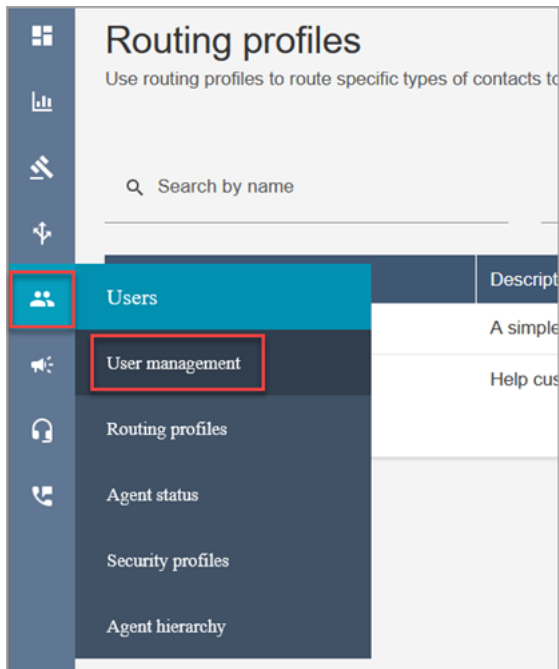 Routing profiles
Use routing profiles to route specific types of contacts to
Search by name
Descript
Users
A simple
User management
Help cus
Routing profiles
Agent status
Security profiles
Agent hierarchy